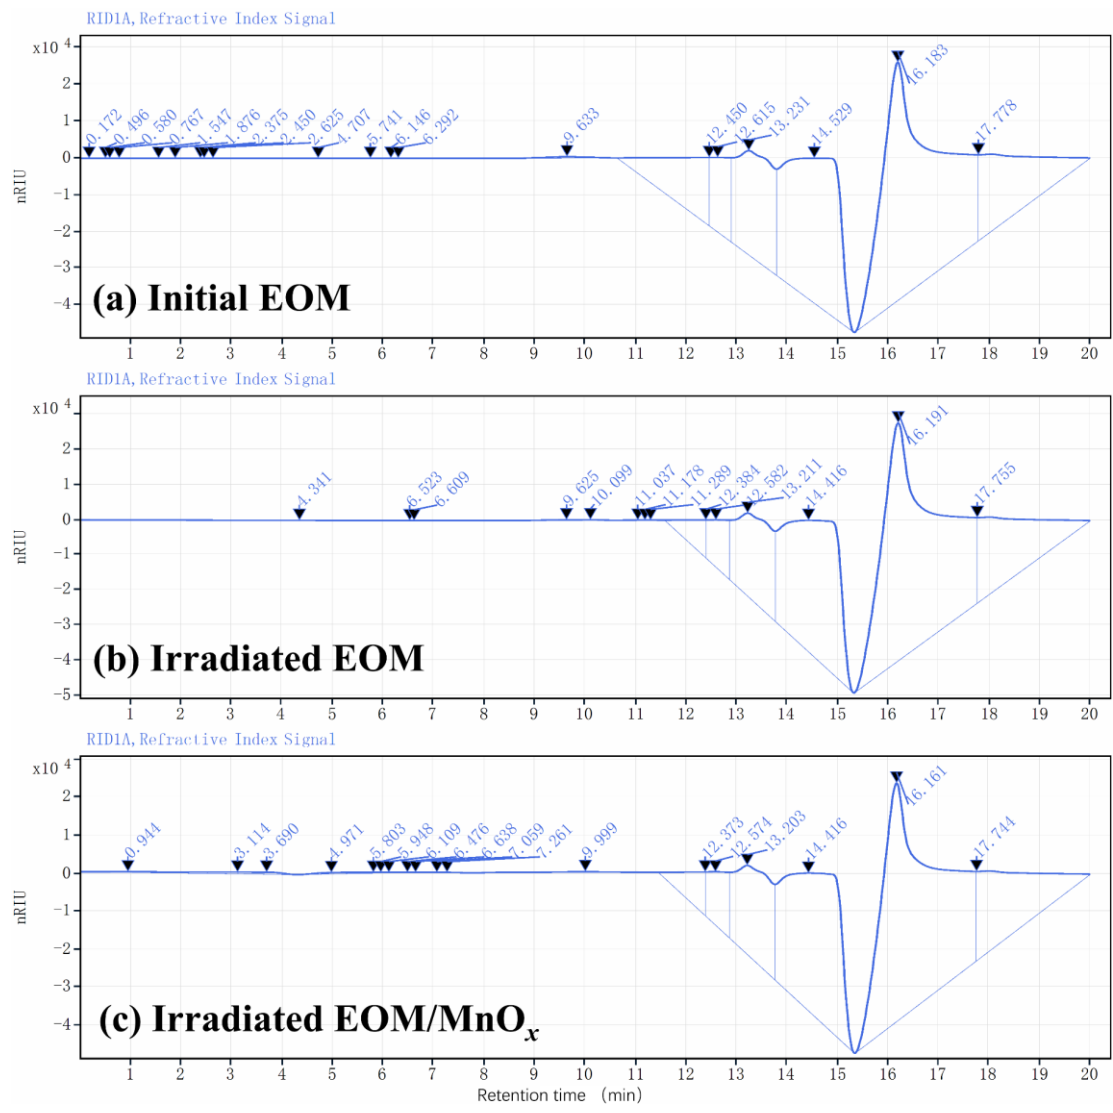 RID1A, Refractive Index Signal
x10 4
0.172 0.496 0.580 0.767 1.547 1.876 2.375 2.450 2.625 4.707 5.741 6.146 6.292 9.633 12.450 12.615 13.231 14.529 16.183 17.778
2
1
0
-1
-2
-3
-4
nRIU
(a) Initial EOM
1 2 3 4 5 6 7 8 9 10 11 12 13 14 15 16 17 18 19 20
RID1A, Refractive Index Signal
x10 4
4.341 6.523 6.609 9.625 10.099 11.037 11.178 11.289 12.384 12.582 13.211 14.416 16.191 17.755
2
1
0
-1
-2
-3
-4
-5
nRIU
(b) Irradiated EOM
1 2 3 4 5 6 7 8 9 10 11 12 13 14 15 16 17 18 19 20
RID1A, Refractive Index Signal
x10 4
0.944 3.114 3.690 4.971 5.803 5.948 6.109 6.476 6.638 7.059 7.261 9.999 12.373 12.574 13.203 14.416 16.161 17.744
2
1
0
-1
-2
-3
-4
nRIU
(c) Irradiated EOM/MnOx
1 2 3 4 5 6 7 8 9 10 11 12 13 14 15 16 17 18 19 20
Retention time (min)